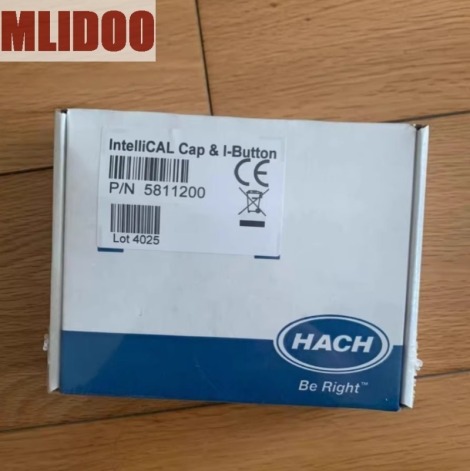 MLIDOO
IntelliCAL Cap & I-Button
CE
P/N 5811200
Lot 4025
HACH
Be Right™